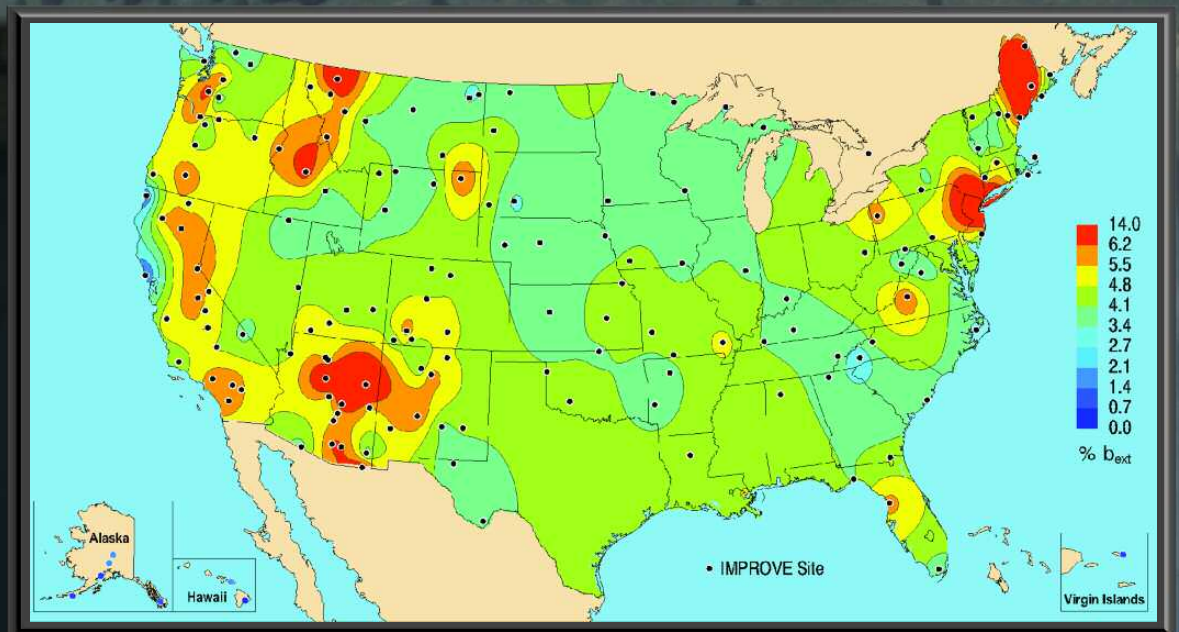 14.0
6.2
5.5
4.8
4.1
3.4
2.7
2.1
1.4
0.7
0.0
% bext
Alaska
Hawaii
• IMPROVE Site
Virgin Islands